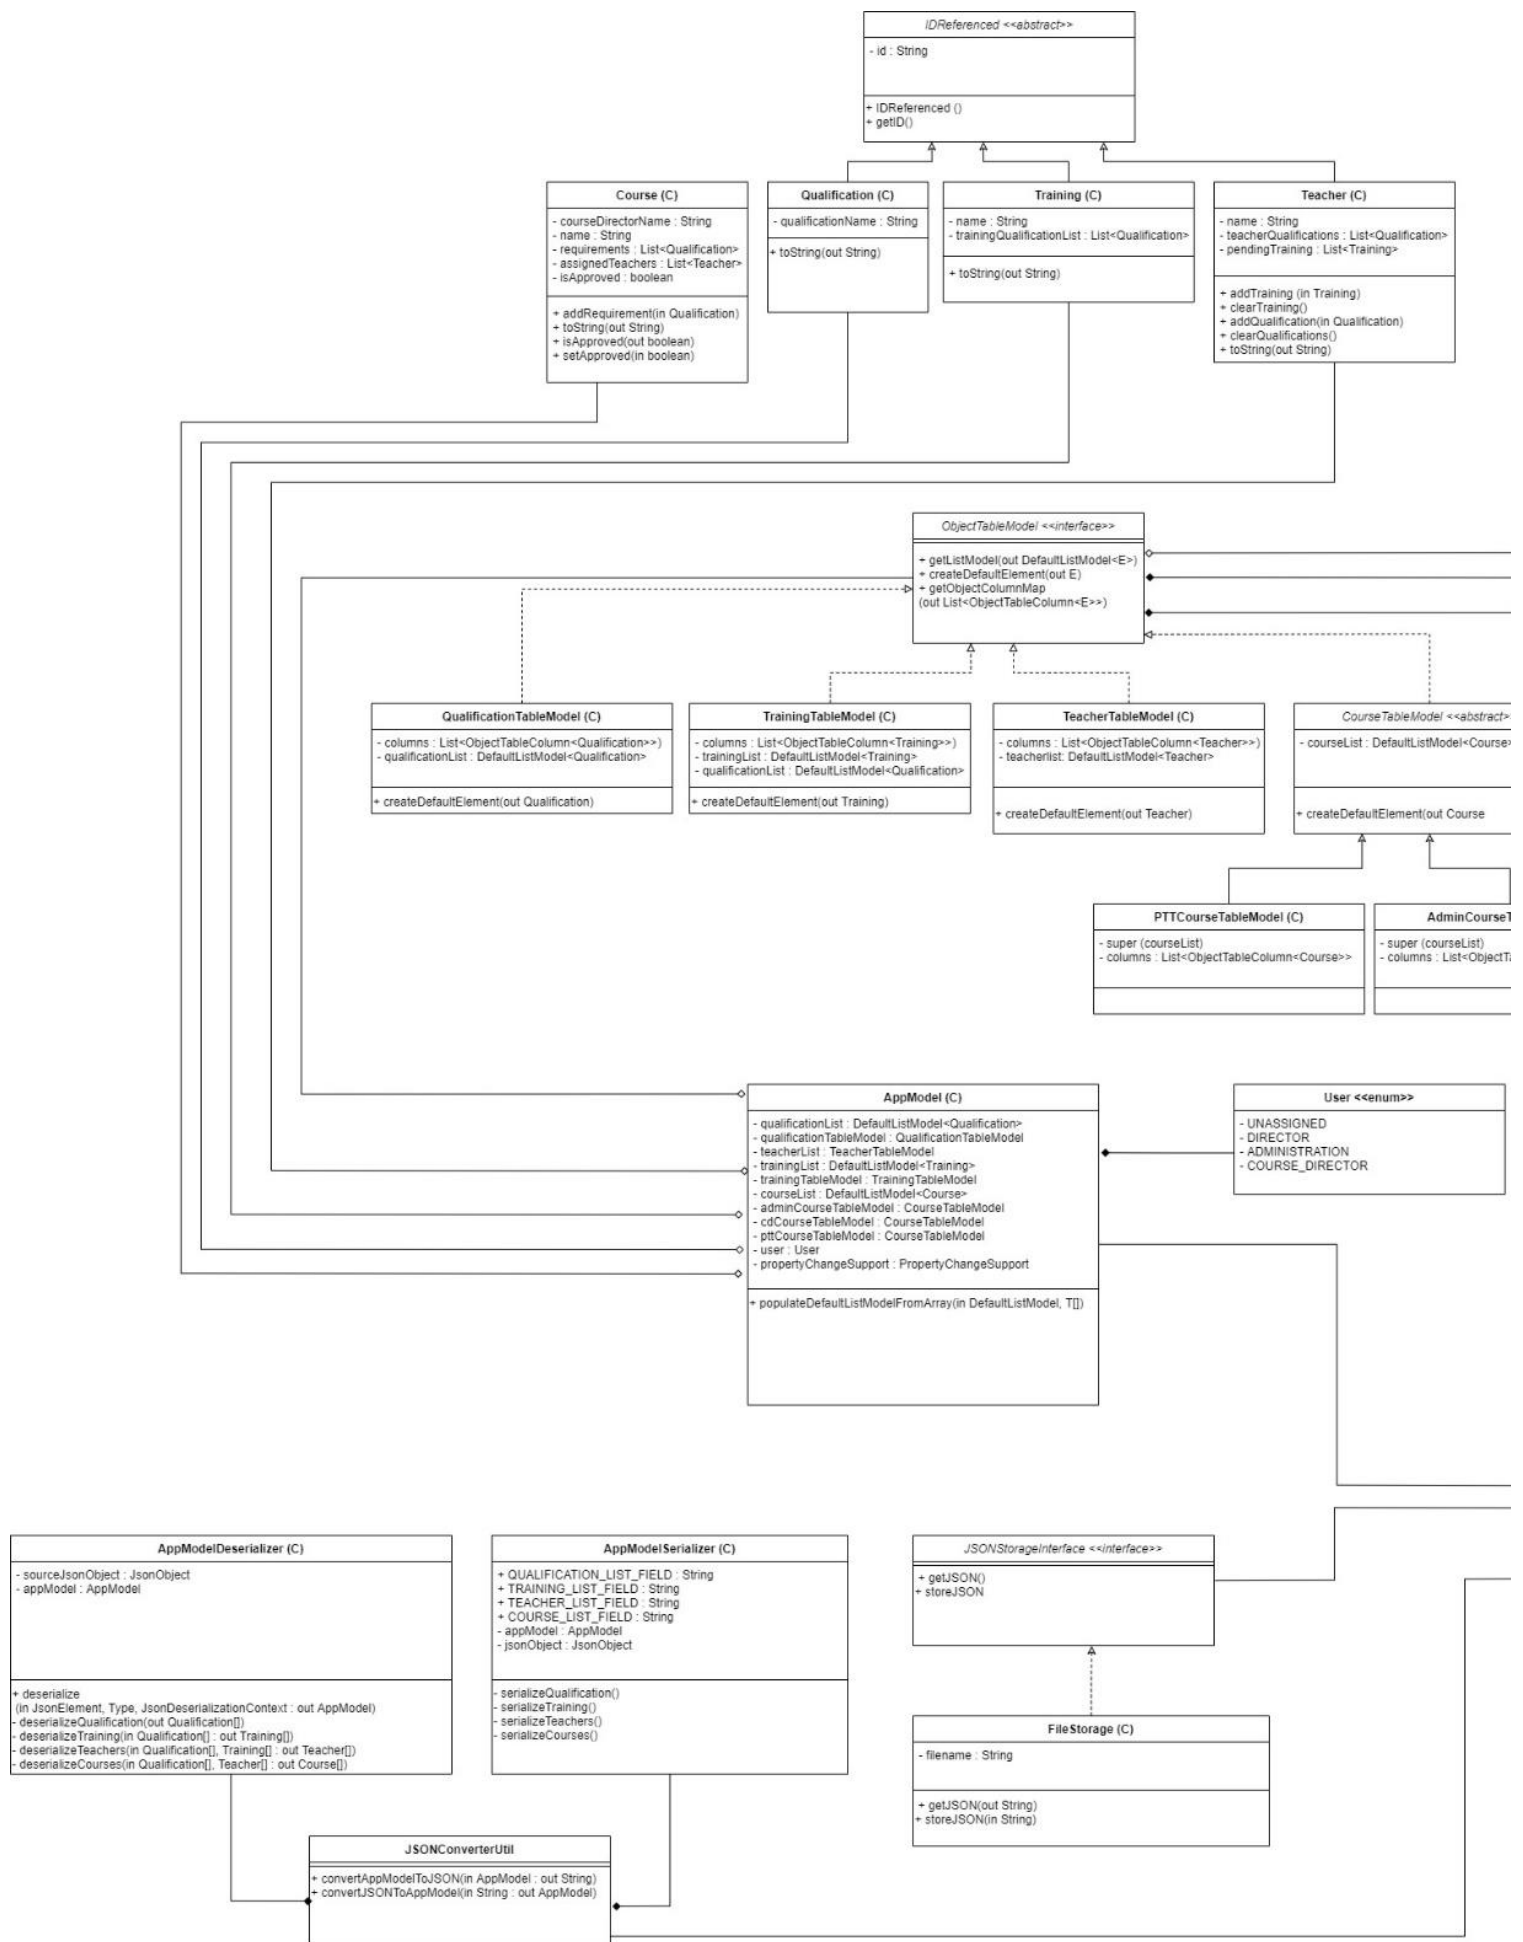 IDReferenced <<abstract>>
- id : String
+ IDReferenced ()
+ getID()
Course (C)
- courseDirectorName : String
- name : String
- requirements : List<Qualification>
- assignedTeachers : List<Teacher>
- isApproved : boolean
+ addRequirement(in Qualification)
+ toString(out String)
+ isApproved(out boolean)
+ setApproved(in boolean)
Qualification (C)
- qualificationName : String
+ toString(out String)
Training (C)
- name : String
- trainingQualificationList : List<Qualification>
+ toString(out String)
Teacher (C)
- name : String
- teacherQualifications : List<Qualification>
- pendingTraining : List<Training>
+ addTraining (in Training)
+ clearTraining()
+ addQualification(in Qualification)
+ clearQualifications()
+ toString(out String)
ObjectTableModel <<interface>>
+ getListModel(out DefaultListModel<E>)
+ createDefaultElement(out E)
+ getObjectColumnMap
(out List<ObjectTableColumn<E>>)
QualificationTableModel (C)
- columns : List<ObjectTableColumn<Qualification>>)
- qualificationList : DefaultListModel<Qualification>
+ createDefaultElement(out Qualification)
TrainingTableModel (C)
- columns : List<ObjectTableColumn<Training>>)
- trainingList : DefaultListModel<Training>
- qualificationList : DefaultListModel<Qualification>
+ createDefaultElement(out Training)
TeacherTableModel (C)
- columns : List<ObjectTableColumn<Teacher>>)
- teacherlist: DefaultListModel<Teacher>
+ createDefaultElement(out Teacher)
CourseTableModel <<abstract>
- courseList : DefaultListModel<Course>
+ createDefaultElement(out Course
PTTCourseTableModel (C)
- super (courseList)
- columns : List<ObjectTableColumn<Course>>
AdminCourseT
- super (courseList)
- columns : List<ObjectTa
AppModel (C)
- qualificationList : DefaultListModel<Qualification>
- qualificationTableModel : QualificationTableModel
- teacherList : TeacherTableModel
- trainingList : DefaultListModel<Training>
- trainingTableModel : TrainingTableModel
- courseList : DefaultListModel<Course>
- adminCourseTableModel : CourseTableModel
- cdCourseTableModel : CourseTableModel
- pttCourseTableModel : CourseTableModel
- user : User
- propertyChangeSupport : PropertyChangeSupport
+ populateDefaultListModelFromArray(in DefaultListModel, T[])
User <<enum>>
- UNASSIGNED
- DIRECTOR
- ADMINISTRATION
- COURSE_DIRECTOR
AppModelDeserializer (C)
- sourceJsonObject : JsonObject
- appModel : AppModel
+ deserialize
(in JsonElement, Type, JsonDeserializationContext : out AppModel)
- deserializeQualification(out Qualification[])
- deserializeTraining(in Qualification[] : out Training[])
- deserializeTeachers(in Qualification[], Training[] : out Teacher[])
- deserializeCourses(in Qualification[], Teacher[] : out Course[])
AppModelSerializer (C)
+ QUALIFICATION_LIST_FIELD : String
+ TRAINING_LIST_FIELD : String
+ TEACHER_LIST_FIELD : String
+ COURSE_LIST_FIELD : String
- appModel : AppModel
- jsonObject : JsonObject
- serializeQualification()
- serializeTraining()
- serializeTeachers()
- serializeCourses()
JSONStorageInterface <<interface>>
+ getJSON()
+ storeJSON
FileStorage (C)
- filename : String
+ getJSON(out String)
+ storeJSON(in String)
JSONConverterUtil
+ convertAppModelToJSON(in AppModel : out String)
+ convertJSONToAppModel(in String : out AppModel)